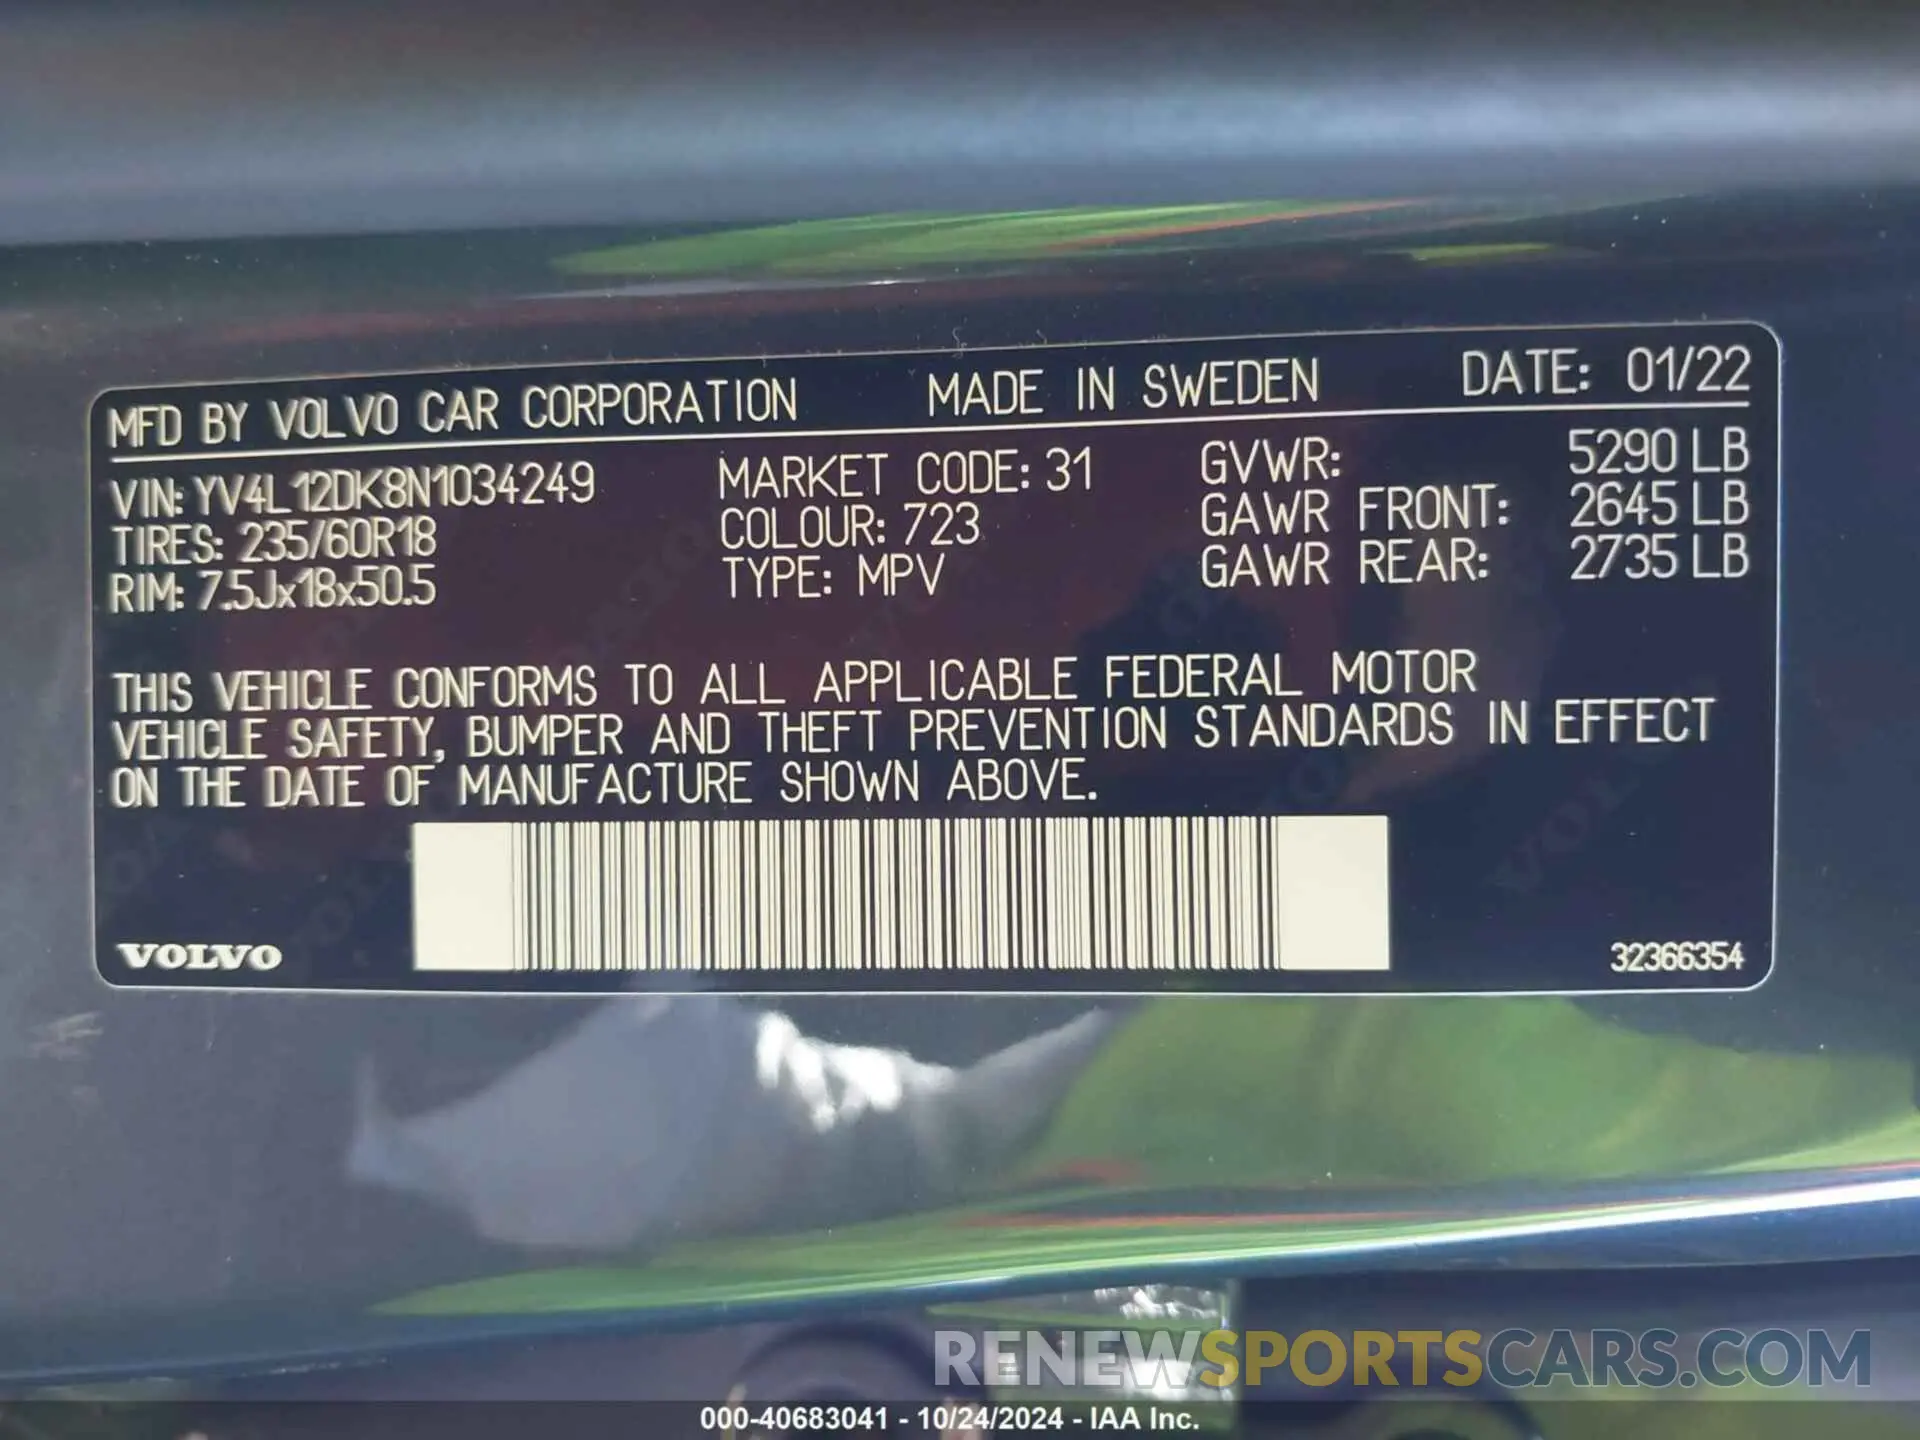 MFD BY VOLVO CAR CORPORATION MADE IN SWEDEN DATE: 01/22
VIN: YV4L12DK8N1034249 MARKET CODE: 31 GVWR: 5290 LB
TIRES: 235/60R18 COLOUR: 723 GAWR FRONT: 2645 LB
RIM: 7.5Jx18x50.5 TYPE: MPV GAWR REAR: 2735 LB
THIS VEHICLE CONFORMS TO ALL APPLICABLE FEDERAL MOTOR
VEHICLE SAFETY, BUMPER AND THEFT PREVENTION STANDARDS IN EFFECT
ON THE DATE OF MANUFACTURE SHOWN ABOVE.
VOLVO 32366354
RENEWSPORTSCARS.COM
000-40683041 - 10/24/2024 - IAA Inc.